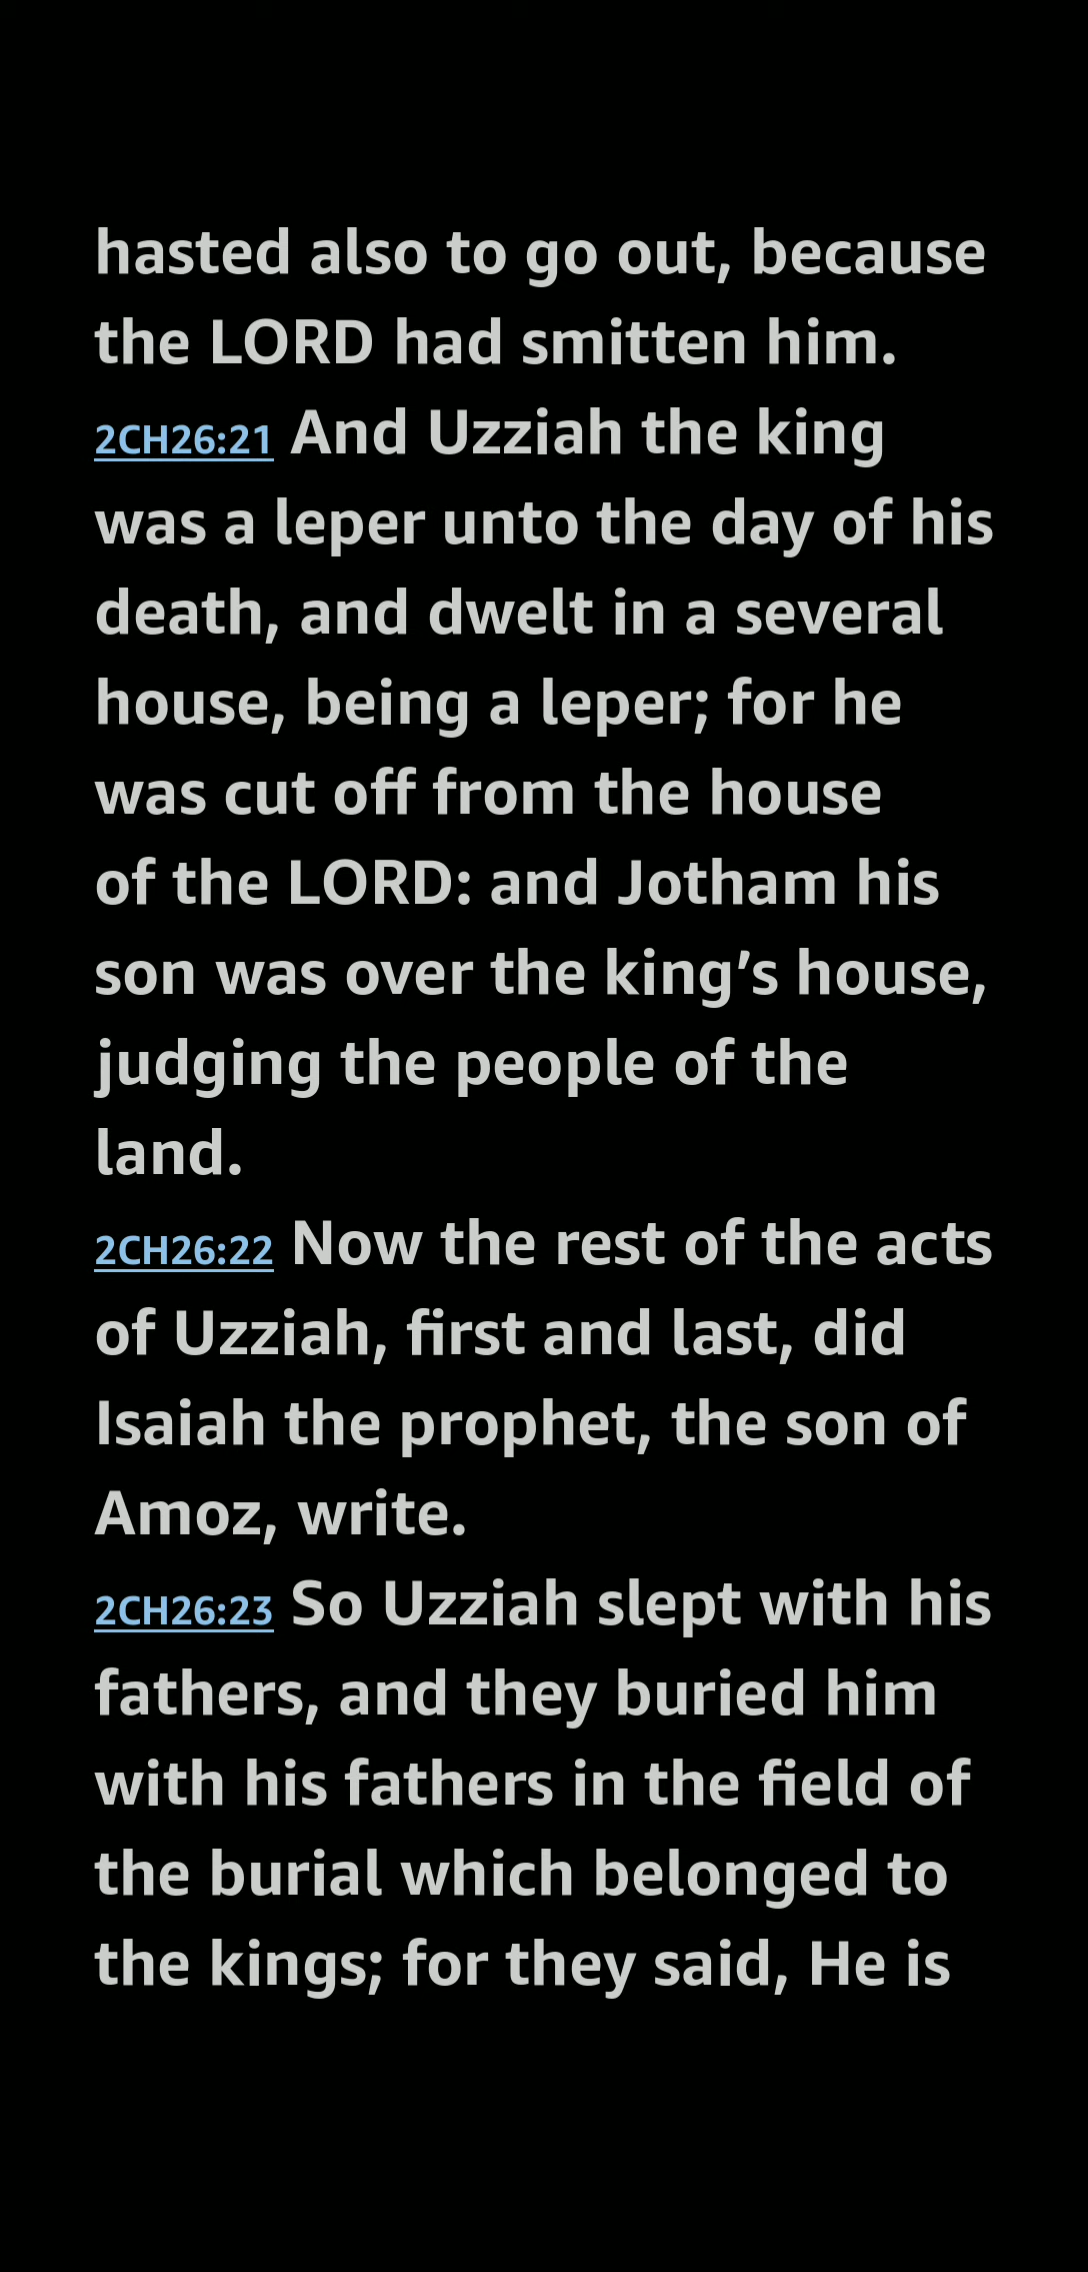 hasted also to go out, because
the LORD had smitten him.
2CH26:21 And Uzziah the king
was a leper unto the day of his
death, and dwelt in a several
house, being a leper; for he
was cut off from the house
of the LORD: and Jotham his
son was over the king’s house,
judging the people of the
land.
2CH26:22 Now the rest of the acts
of Uzziah, first and last, did
Isaiah the prophet, the son of
Amoz, write.
2CH26:23 So Uzziah slept with his
fathers, and they buried him
with his fathers in the field of
the burial which belonged to
the kings; for they said, He is